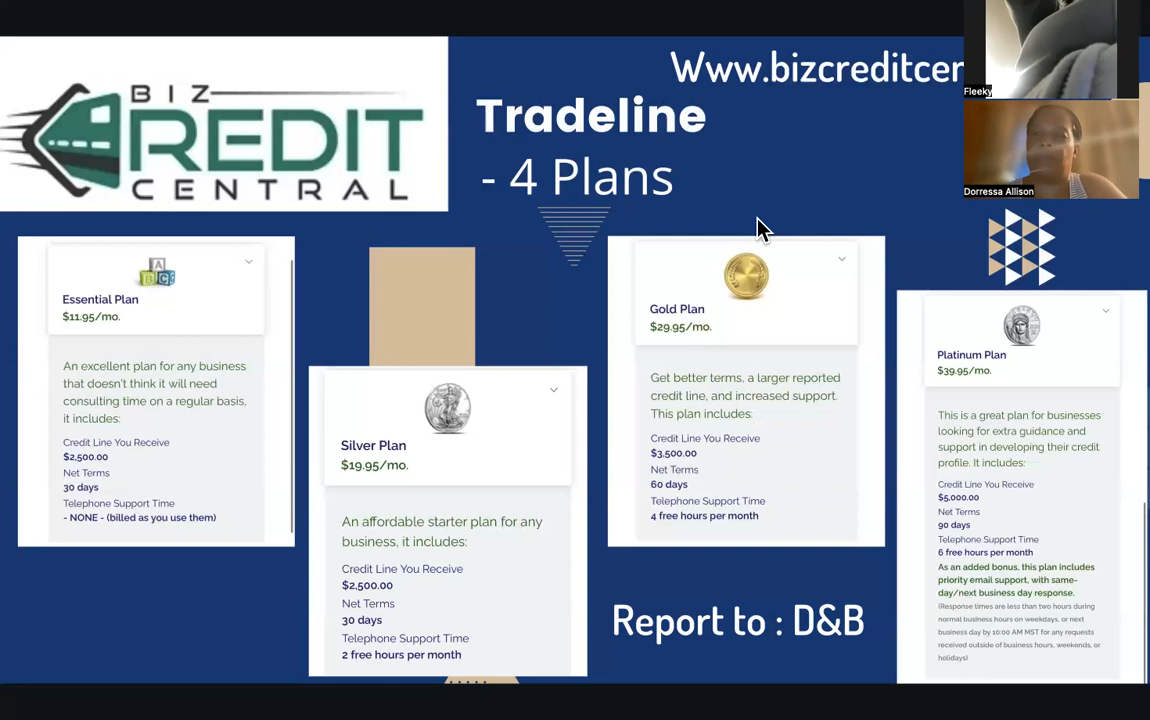 BIZ
CREDIT
CENTRAL
Www.bizcreditcen
Tradeline
- 4 Plans
Fleeky
Dorressa Allison
A
B C
Essential Plan
$11.95/mo.
An excellent plan for any business
that doesn't think it will need
consulting time on a regular basis,
it includes:
Credit Line You Receive
$2,500.00
Net Terms
30 days
Telephone Support Time
- NONE - (billed as you use them)
Silver Plan
$19.95/mo.
An affordable starter plan for any
business, it includes:
Credit Line You Receive
$2,500.00
Net Terms
30 days
Telephone Support Time
2 free hours per month
Gold Plan
$29.95/mo.
Get better terms, a larger reported
credit line, and increased support.
This plan includes:
Credit Line You Receive
$3,500.00
Net Terms
60 days
Telephone Support Time
4 free hours per month
Report to : D&B
Platinum Plan
$39.95/mo.
This is a great plan for businesses
looking for extra guidance and
support in developing their credit
profile. It includes:
Credit Line You Receive
$5,000.00
Net Terms
90 days
Telephone Support Time
6 free hours per month
As an added bonus, this plan includes
priority email support, with same-
day/next business day response.
(Response times are less than two hours during
normal business hours on weekdays, or next
business day by 10:00 AM MST for any requests
received outside of business hours, weekends, or
holidays)